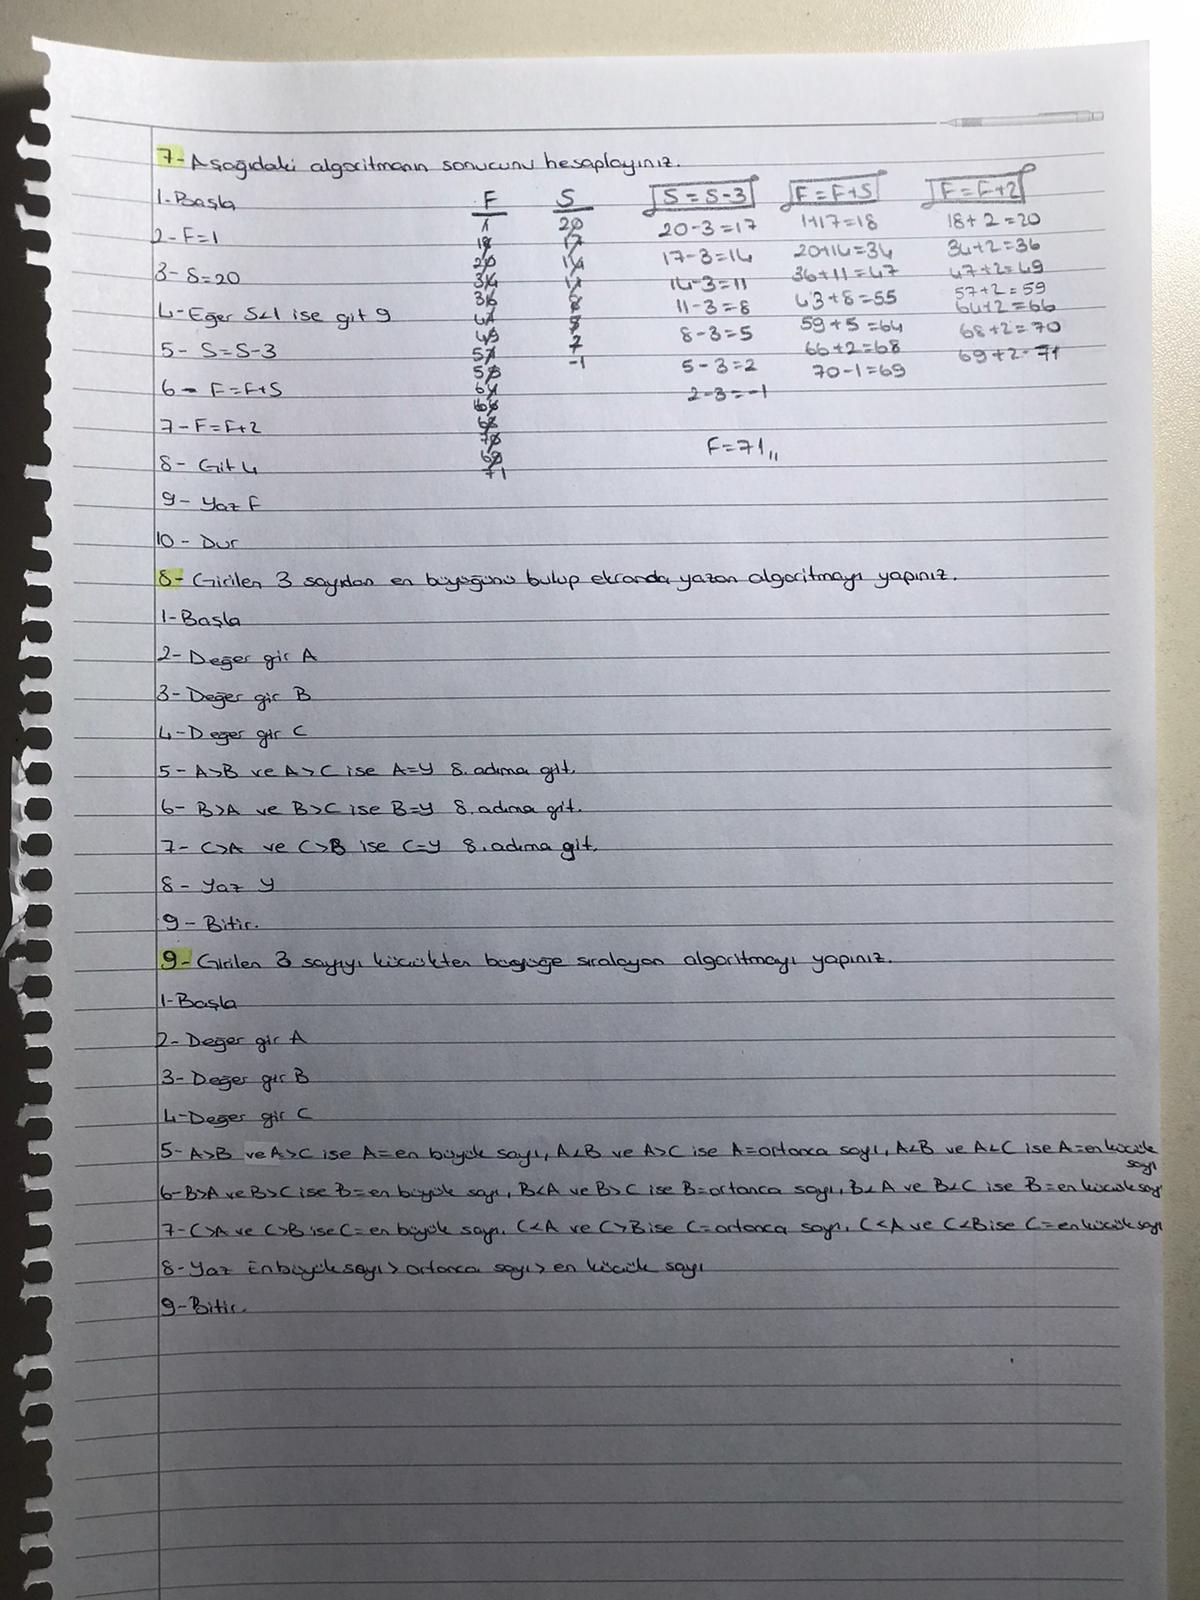 7- Aşağıdaki algoritmanın sonucunu hesaplayınız.
1-Başla F S S = S-3 F = F+S F = F+2
1 20 20-3=17 1+17=18 18+2=20
2- F=1 18 17 17-3=14 20+14=34 34+2=36
20 14 14-3=11 36+11=47 47+2=49
3- S=20 34 11 11-3=8 43+8=55 57+2=59
36 8 8-3=5 59+5=64 64+2=66
4-Eğer S<1 ise git 9 47 5 5-3=2 66+2=68 68+2=70
49 2 2-3=-1 70-1=69 69+2=71
5- S=S-3 57 -1
6- F=F+S 64
66
7- F=F+2 68 F=71
8- Git 4 69
71
9- Yaz F
10- Dur
8- Girilen 3 sayıdan en büyüğünü bulup ekranda yazan algoritmayı yapınız.
1-Başla
2- Değer gir A
3- Değer gir B
4-Değer gir C
5- A>B ve A>C ise A=Y 8. adıma git.
6- B>A ve B>C ise B=Y 8. adıma git.
7- C>A ve C>B ise C=Y 8. adıma git.
8- Yaz Y
9- Bitir.
9- Girilen 3 sayıyı küçükten büyüğe sıralayan algoritmayı yapınız.
1-Başla
2- Değer gir A
3- Değer gir B
4-Değer gir C
5- A>B ve A>C ise A=en büyük sayı, A<B ve A>C ise A=ortanca sayı, A<B ve A<C ise A=en küçük sayı
6-B>A ve B>C ise B=en büyük sayı, B<A ve B>C ise B=ortanca sayı, B<A ve B<C ise B=en küçük sayı
7-C>A ve C>B ise C=en büyük sayı, C<A ve C>B ise C=ortanca sayı, C<A ve C<B ise C=en küçük sayı
8-Yaz En büyük sayı > ortanca sayı > en küçük sayı
9-Bitir.